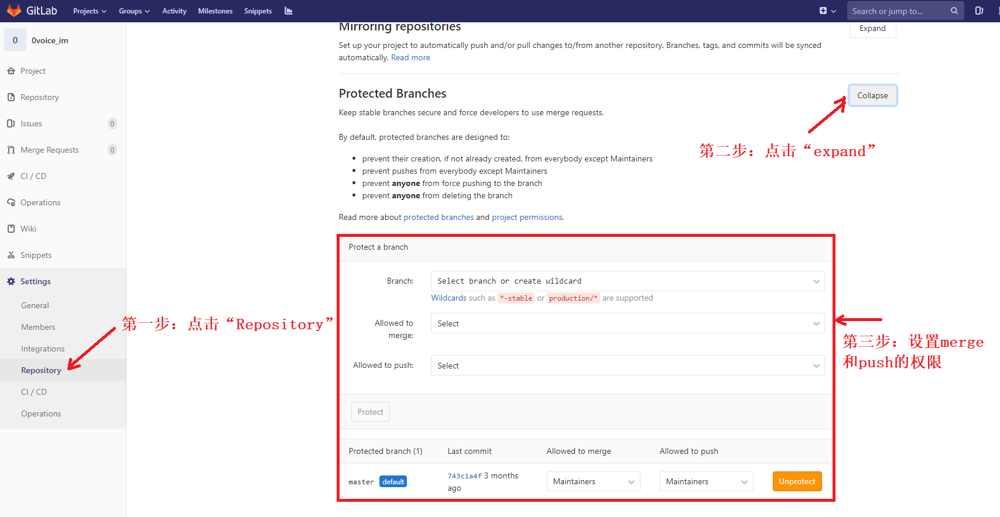 GitLab Projects Groups Activity Milestones Snippets Search or jump to...
0 0voice_im
Project
Repository
Issues 0
Merge Requests 0
CI / CD
Operations
Wiki
Snippets
Settings
General
Members
Integrations
Repository
CI / CD
Operations
第一步：点击“Repository”
Mirroring repositories
Expand
Set up your project to automatically push and/or pull changes to/from another repository. Branches, tags, and commits will be synced
automatically. Read more
Protected Branches
Collapse
Keep stable branches secure and force developers to use merge requests.
第二步：点击“expand”
By default, protected branches are designed to:
prevent their creation, if not already created, from everybody except Maintainers
prevent pushes from everybody except Maintainers
prevent anyone from force pushing to the branch
prevent anyone from deleting the branch
Read more about protected branches and project permissions.
Protect a branch
Branch: Select branch or create wildcard
Wildcards such as *-stable or production/* are supported
Allowed to
merge:
Select
Allowed to push: Select
第三步：设置merge
和push的权限
Protect
Protected branch (1) Last commit Allowed to merge Allowed to push
master default 743c1a4f 3 months
ago
Maintainers Maintainers Unprotect